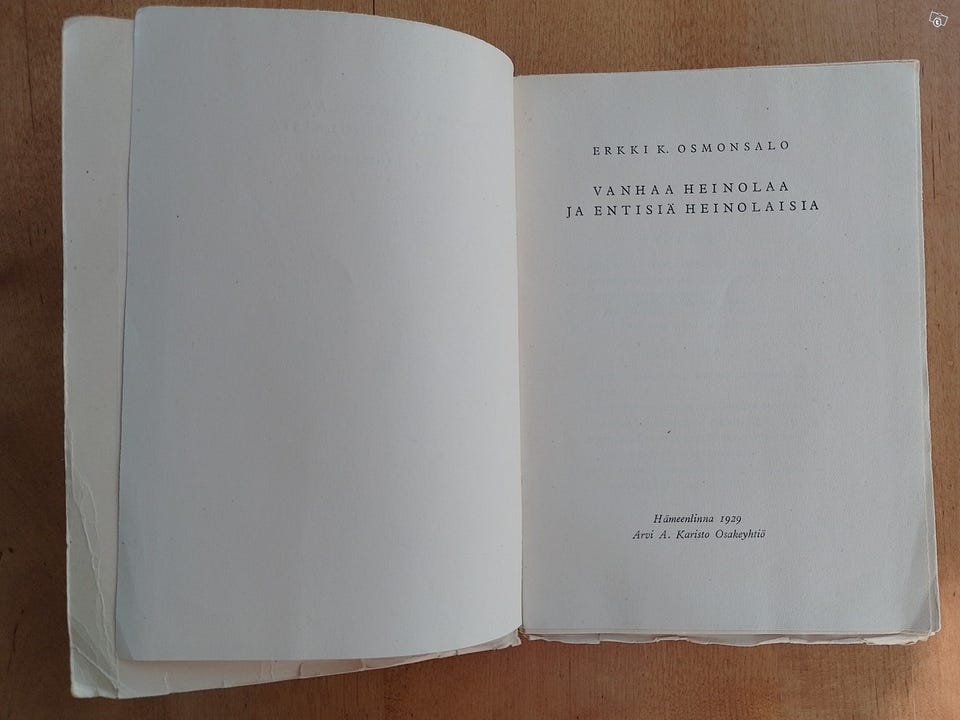 ERKKI K. OSMONSALO
VANHAA HEINOLAA
JA ENTISIÄ HEINOLAISIA
Hämeenlinna 1929
Arvi A. Karisto Osakeyhtiö